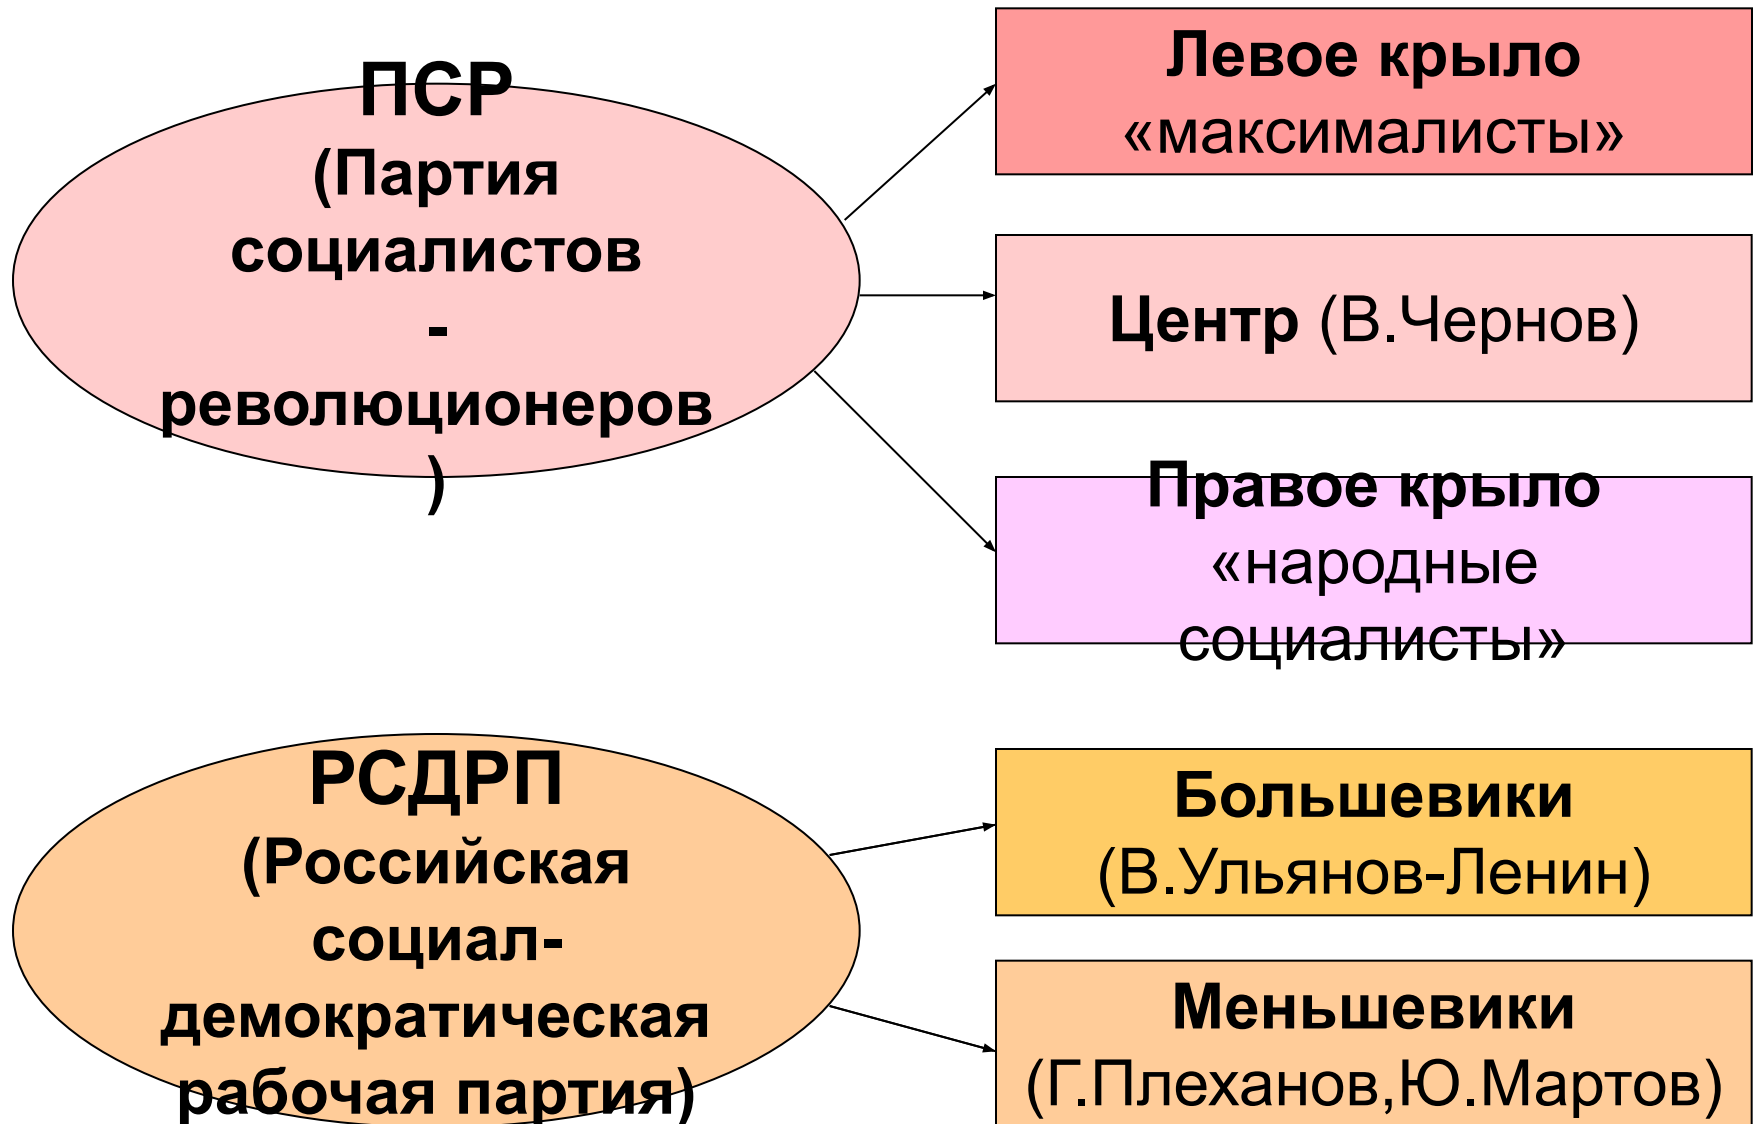 ПСР
(Партия
социалистов
-
революционеров
)
Левое крыло
«максималисты»
Центр (В.Чернов)
Правое крыло
«народные
социалисты»
РСДРП
(Российская
социал-
демократическая
рабочая партия)
Большевики
(В.Ульянов-Ленин)
Меньшевики
(Г.Плеханов,Ю.Мартов)